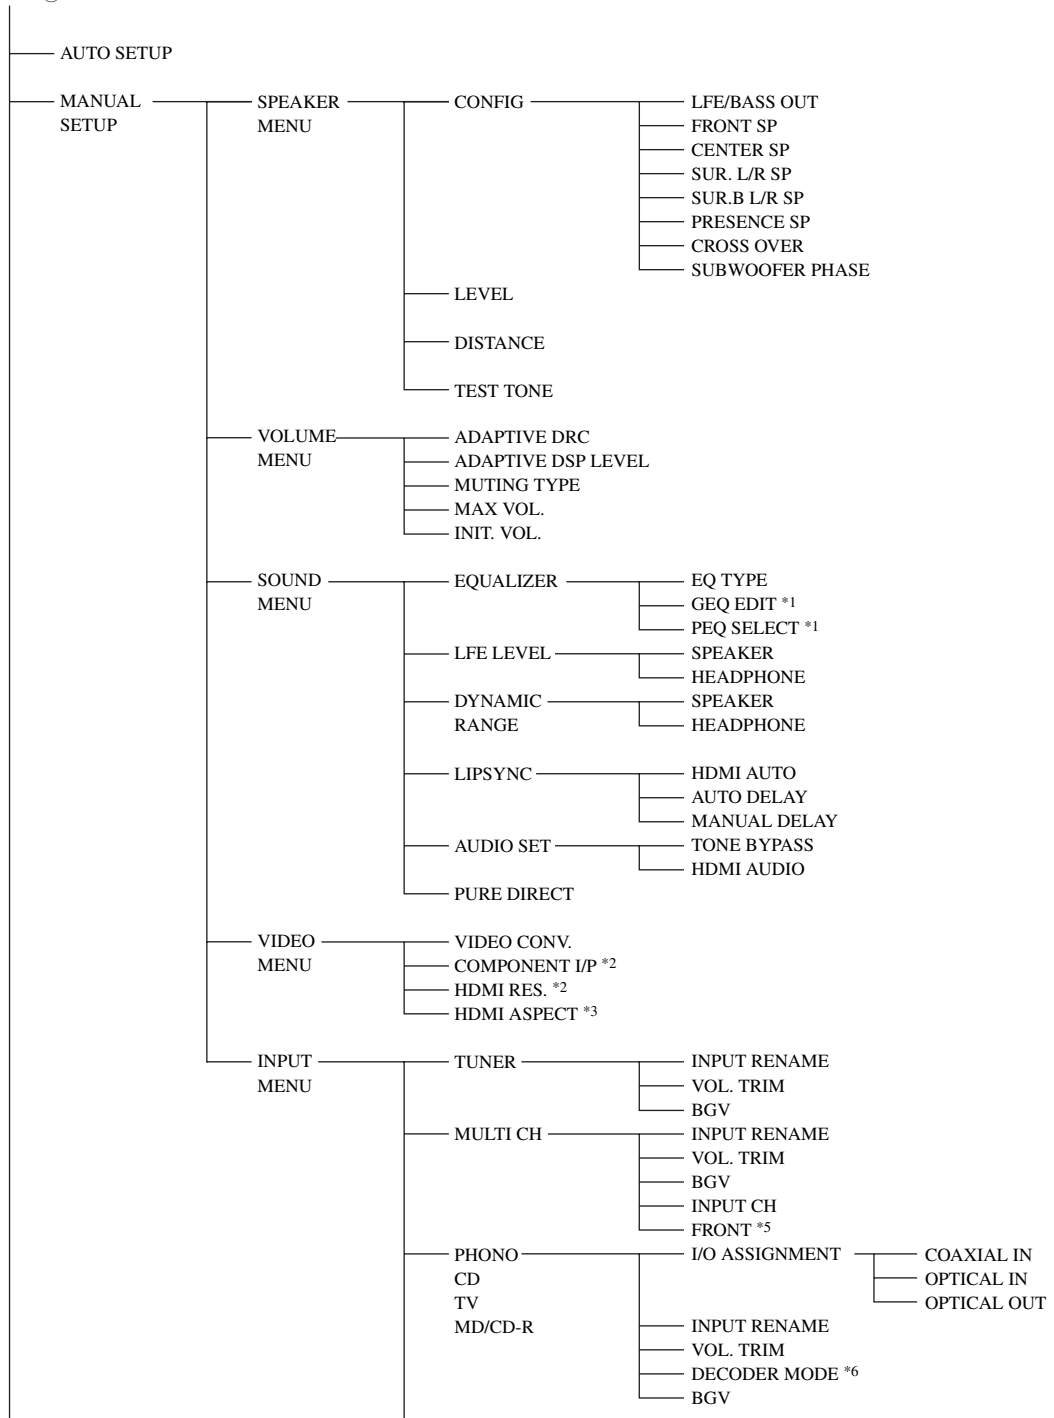 AUTO SETUP
MANUAL SETUP
SPEAKER MENU
CONFIG
LFE/BASS OUT
FRONT SP
CENTER SP
SUR. L/R SP
SUR.B L/R SP
PRESENCE SP
CROSS OVER
SUBWOOFER PHASE
LEVEL
DISTANCE
TEST TONE
VOLUME MENU
ADAPTIVE DRC
ADAPTIVE DSP LEVEL
MUTING TYPE
MAX VOL.
INIT. VOL.
SOUND MENU
EQUALIZER
EQ TYPE
GEQ EDIT *1
PEQ SELECT *1
LFE LEVEL
SPEAKER
HEADPHONE
DYNAMIC RANGE
SPEAKER
HEADPHONE
LIPSYNC
HDMI AUTO
AUTO DELAY
MANUAL DELAY
AUDIO SET
TONE BYPASS
HDMI AUDIO
PURE DIRECT
VIDEO MENU
VIDEO CONV.
COMPONENT I/P *2
HDMI RES. *2
HDMI ASPECT *3
INPUT MENU
TUNER
INPUT RENAME
VOL. TRIM
BGV
MULTI CH
INPUT RENAME
VOL. TRIM
BGV
INPUT CH
FRONT *5
PHONO
CD
TV
MD/CD-R
I/O ASSIGNMENT
COAXIAL IN
OPTICAL IN
OPTICAL OUT
INPUT RENAME
VOL. TRIM
DECODER MODE *6
BGV